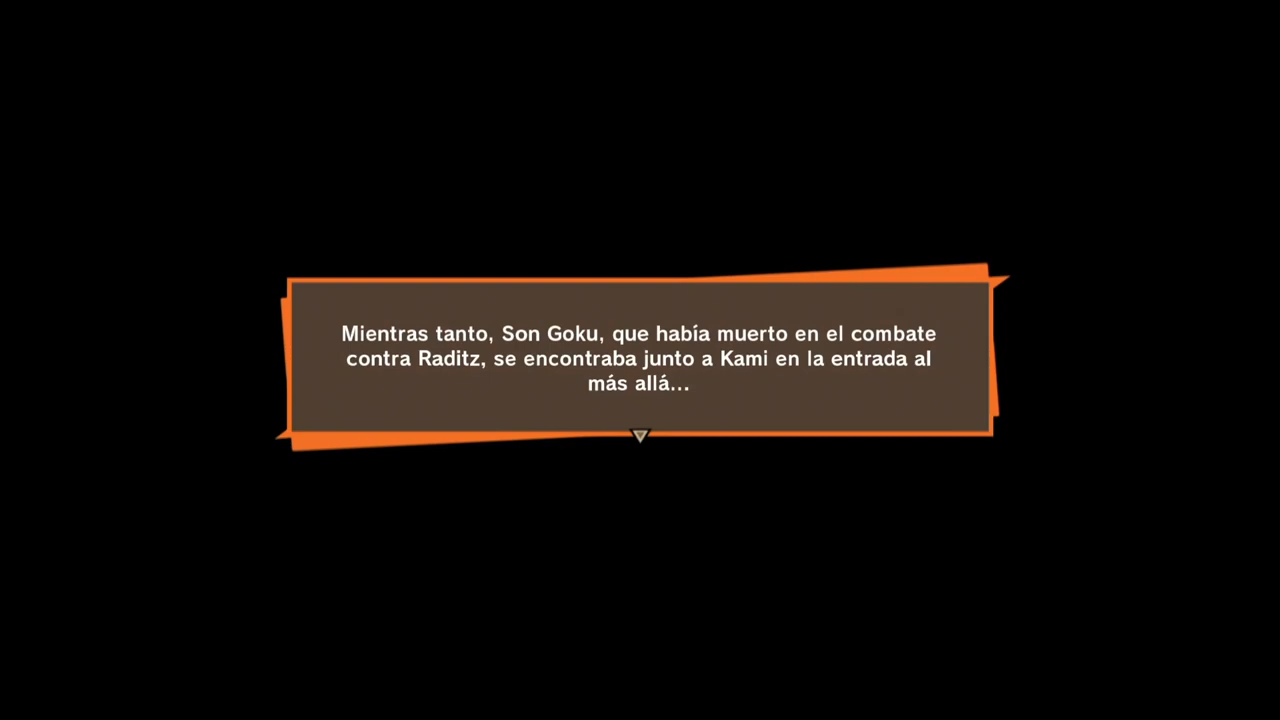 Mientras tanto, Son Goku, que había muerto en el combate
contra Raditz, se encontraba junto a Kami en la entrada al
más allá...